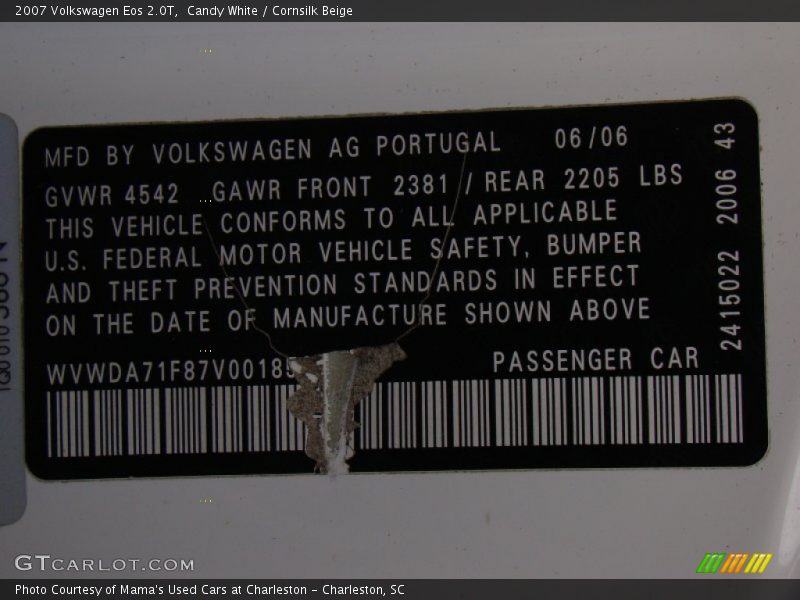 2007 Volkswagen Eos 2.0T,  Candy White / Cornsilk Beige
MFD BY VOLKSWAGEN AG PORTUGAL 06/06
GVWR 4542 GAWR FRONT 2381 / REAR 2205 LBS
THIS VEHICLE CONFORMS TO ALL APPLICABLE
U.S. FEDERAL MOTOR VEHICLE SAFETY, BUMPER
AND THEFT PREVENTION STANDARDS IN EFFECT
ON THE DATE OF MANUFACTURE SHOWN ABOVE
WVWDA71F87V00185 PASSENGER CAR
2415022 2006 43
GTCARLOT.COM
Photo Courtesy of Mama's Used Cars at Charleston – Charleston, SC